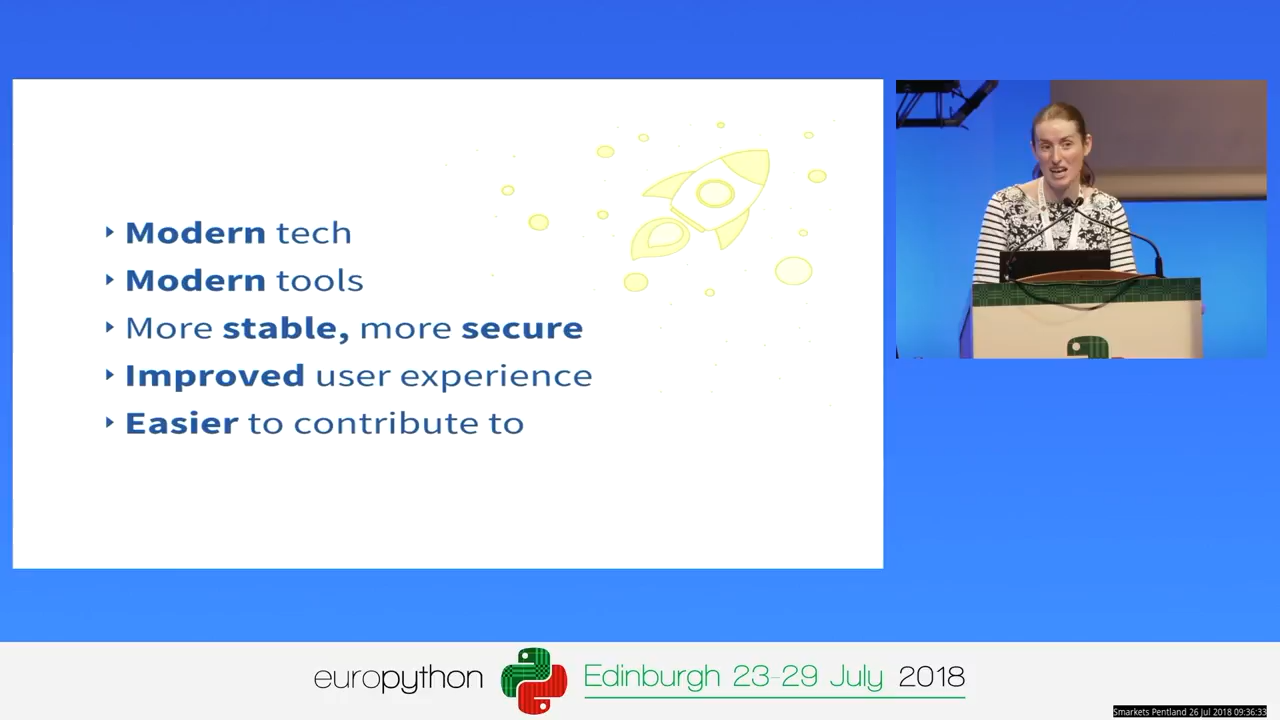 Modern tech
Modern tools
More stable, more secure
Improved user experience
Easier to contribute to
europython
Edinburgh 23-29 July 2018
Smarkets Pentland 26 Jul 2018 09:36:33